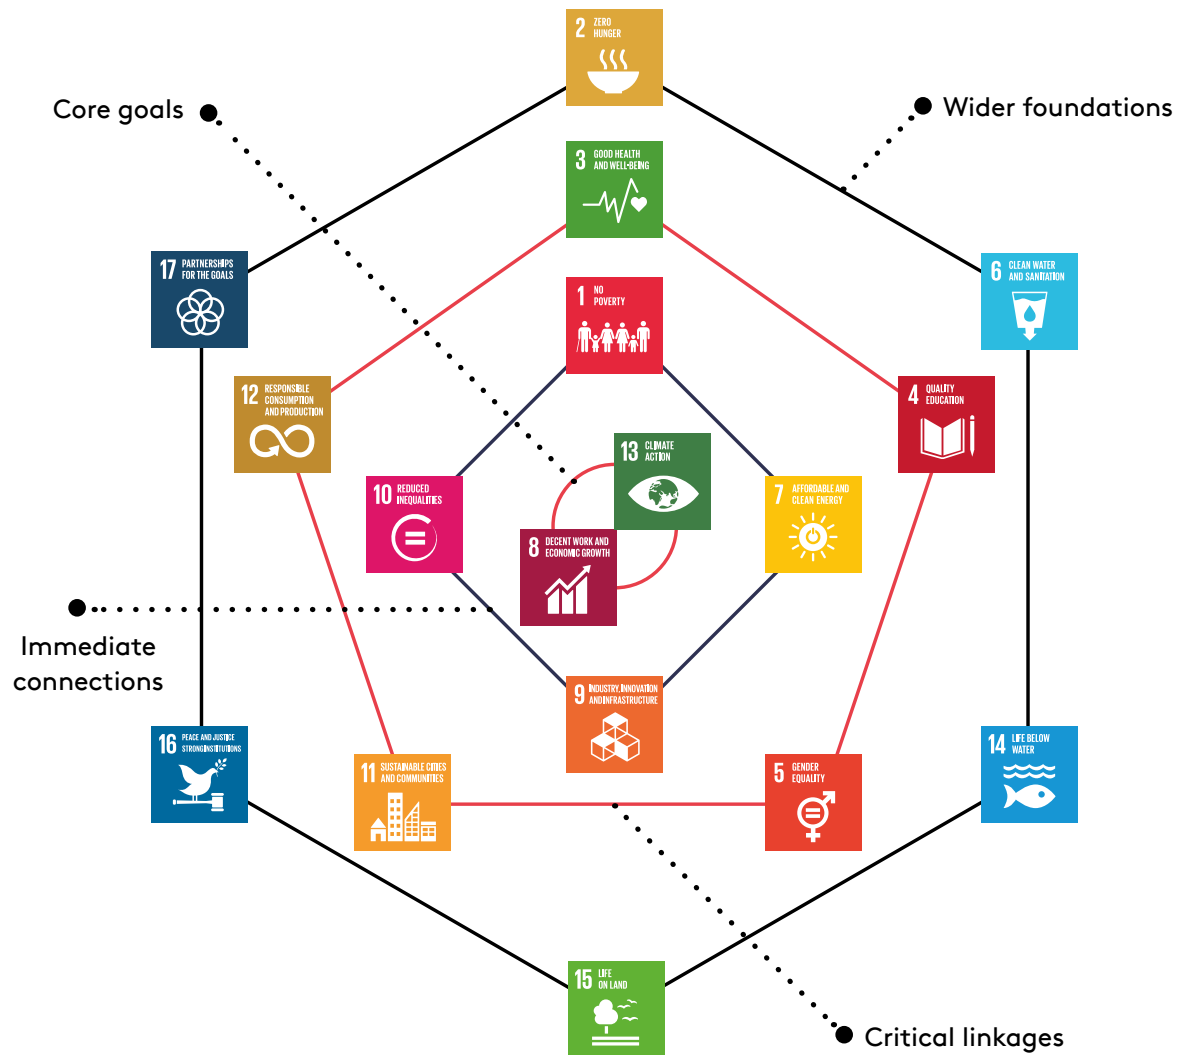 2 ZERO
HUNGER
Core goals
Wider foundations
3 GOOD HEALTH
AND WELL-BEING
17 PARTNERSHIPS
FOR THE GOALS
6 CLEAN WATER
AND SANITATION
1 NO
POVERTY
12 RESPONSIBLE
CONSUMPTION
AND PRODUCTION
4 QUALITY
EDUCATION
13 CLIMATE
ACTION
10 REDUCED
INEQUALITIES
7 AFFORDABLE AND
CLEAN ENERGY
8 DECENT WORK AND
ECONOMIC GROWTH
Immediate
connections
9 INDUSTRY, INNOVATION
AND INFRASTRUCTURE
16 PEACE AND JUSTICE
STRONG INSTITUTIONS
14 LIFE BELOW
WATER
11 SUSTAINABLE CITIES
AND COMMUNITIES
5 GENDER
EQUALITY
15 LIFE
ON LAND
Critical linkages